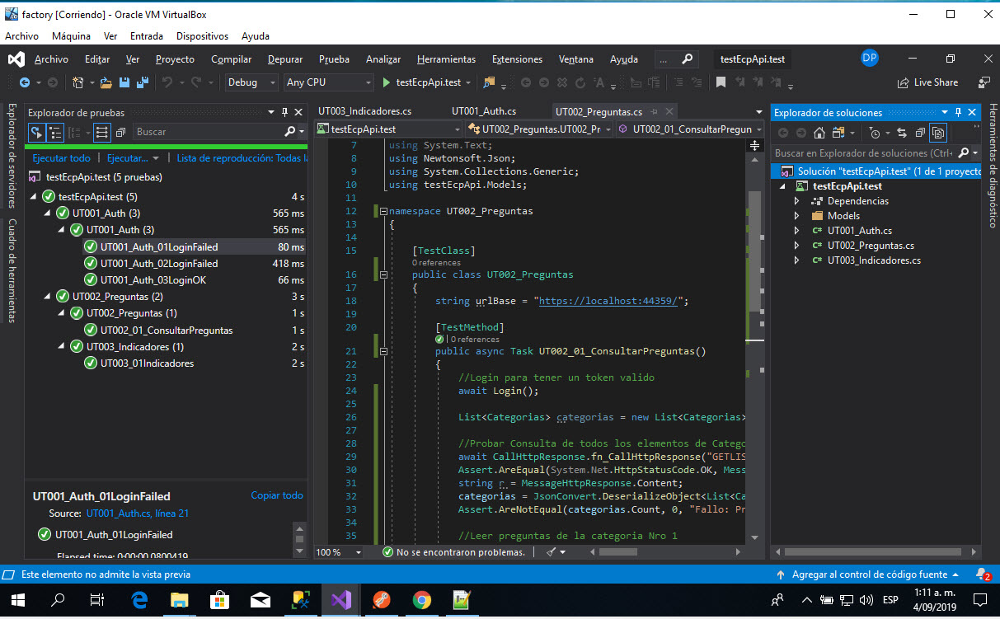 factory [Corriendo] - Oracle VM VirtualBox
Archivo Máquina Ver Entrada Dispositivos Ayuda
Archivo Editar Ver Proyecto Compilar Depurar Prueba Analizar Herramientas Extensiones Ventana Ayuda ... testEcpApi.test DP
Debug Any CPU testEcpApi.test Live Share
Explorador de servidores
Cuadro de herramientas
Explorador de pruebas
Buscar
Ejecutar todo | Ejecutar... | Lista de reproducción: Todas la
testEcpApi.test (5 pruebas)
testEcpApi.test (5) 4 s
UT001_Auth (3) 565 ms
UT001_Auth (3) 565 ms
UT001_Auth_01LoginFailed 80 ms
UT001_Auth_02LoginFailed 418 ms
UT001_Auth_03LoginOK 66 ms
UT002_Preguntas (2) 3 s
UT002_Preguntas (1) 1 s
UT002_01_ConsultarPreguntas 1 s
UT003_Indicadores (1) 2 s
UT003_01Indicadores 2 s
UT001_Auth_01LoginFailed Copiar todo
Source: UT001_Auth.cs, línea 21
UT001_Auth_01LoginFailed
Elapsed time: 0:00:00.0800419
UT003_Indicadores.cs UT001_Auth.cs UT002_Preguntas.cs
testEcpApi.test UT002_Preguntas.UT002_Pr UT002_01_ConsultarPregun
7 using System.Text;
8 using Newtonsoft.Json;
9 using System.Collections.Generic;
10 using testEcpApi.Models;
11
12 namespace UT002_Preguntas
13 {
14
15 [TestClass]
0 references
16 public class UT002_Preguntas
17 {
18 string urlBase = "https://localhost:44359/";
19
20 [TestMethod]
| 0 references
21 public async Task UT002_01_ConsultarPreguntas()
22 {
23 //Login para tener un token valido
24 await Login();
25
26 List<Categorias> categorias = new List<Categorias>
27
28 //Probar Consulta de todos los elementos de Catego
29 await CallHttpResponse.fn_CallHttpResponse("GETLIS
30 Assert.AreEqual(System.Net.HttpStatusCode.OK, Mess
31 string r = MessageHttpResponse.Content;
32 categorias = JsonConvert.DeserializeObject<List<Ca
33 Assert.AreNotEqual(categorias.Count, 0, "Fallo: Pr
34
35 //Leer preguntas de la categoria Nro 1
100 % No se encontraron problemas.
Explorador de soluciones
Buscar en Explorador de soluciones (Ctrl+
Solución "testEcpApi.test" (1 de 1 proyecto
testEcpApi.test
Dependencias
Models
C# UT001_Auth.cs
C# UT002_Preguntas.cs
C# UT003_Indicadores.cs
Herramientas de diagnóstico
Este elemento no admite la vista previa Agregar al control de código fuente 2
ESP 1:11 a. m.
4/09/2019